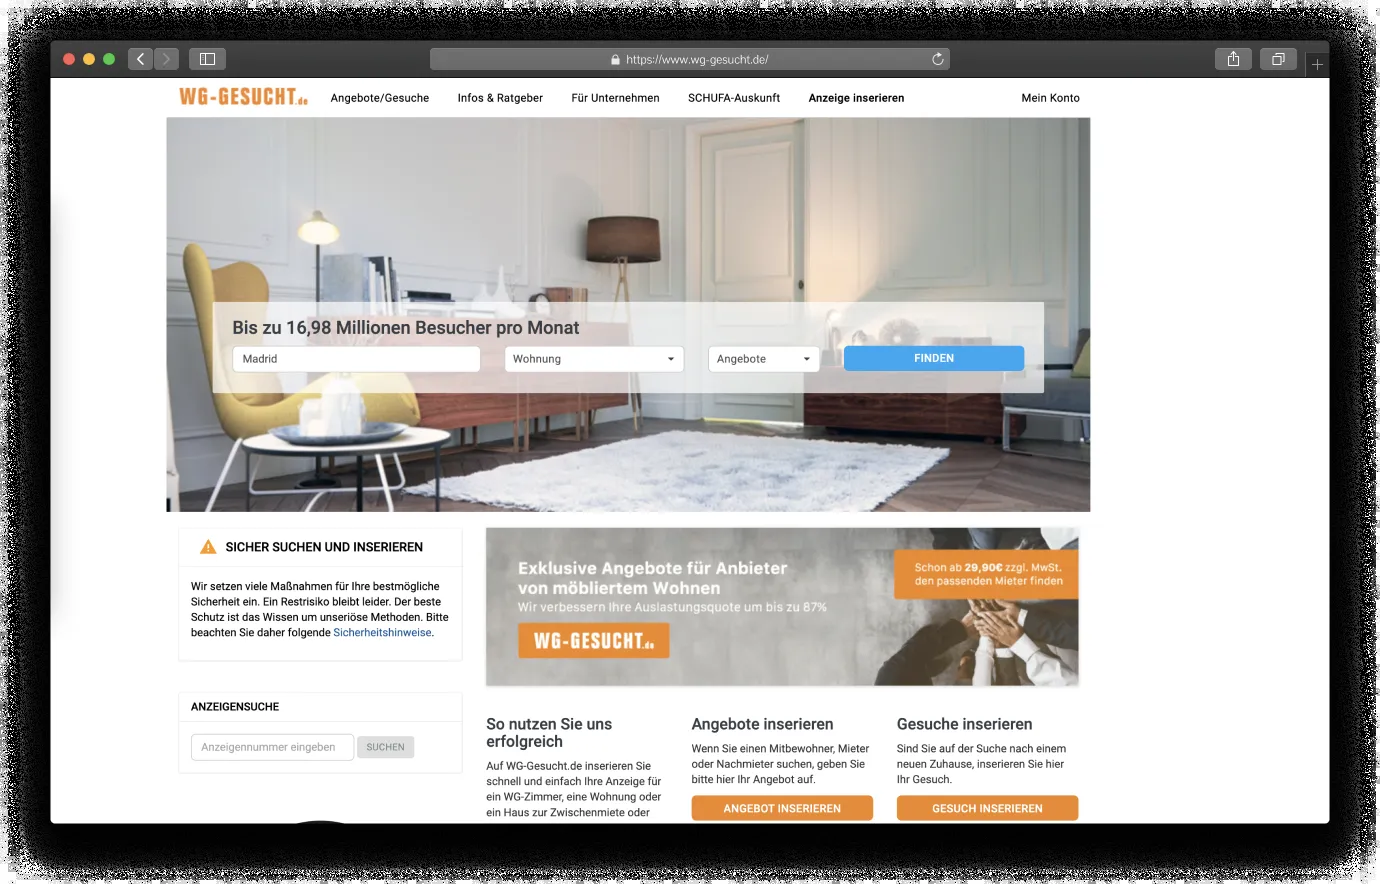 https://www.wg-gesucht.de/
WG-GESUCHT.de
Angebote/Gesuche
Infos & Ratgeber
Für Unternehmen
SCHUFA-Auskunft
Anzeige inserieren
Mein Konto
Bis zu 16,98 Millionen Besucher pro Monat
Madrid
Wohnung
Angebote
FINDEN
SICHER SUCHEN UND INSERIEREN
Wir setzen viele Maßnahmen für Ihre bestmögliche
Sicherheit ein. Ein Restrisiko bleibt leider. Der beste
Schutz ist das Wissen um unseriöse Methoden. Bitte
beachten Sie daher folgende Sicherheitshinweise.
ANZEIGENSUCHE
Anzeigennummer eingeben
SUCHEN
Exklusive Angebote für Anbieter
von möbliertem Wohnen
Wir verbessern Ihre Auslastungsquote um bis zu 87%
WG-GESUCHT.de
Schon ab 29,90€ zzgl. MwSt.
den passenden Mieter finden
So nutzen Sie uns
erfolgreich
Auf WG-Gesucht.de inserieren Sie
schnell und einfach Ihre Anzeige für
ein WG-Zimmer, eine Wohnung oder
ein Haus zur Zwischenmiete oder
Angebote inserieren
Wenn Sie einen Mitbewohner, Mieter
oder Nachmieter suchen, geben Sie
bitte hier Ihr Angebot auf.
ANGEBOT INSERIEREN
Gesuche inserieren
Sind Sie auf der Suche nach einem
neuen Zuhause, inserieren Sie hier
Ihr Gesuch.
GESUCH INSERIEREN